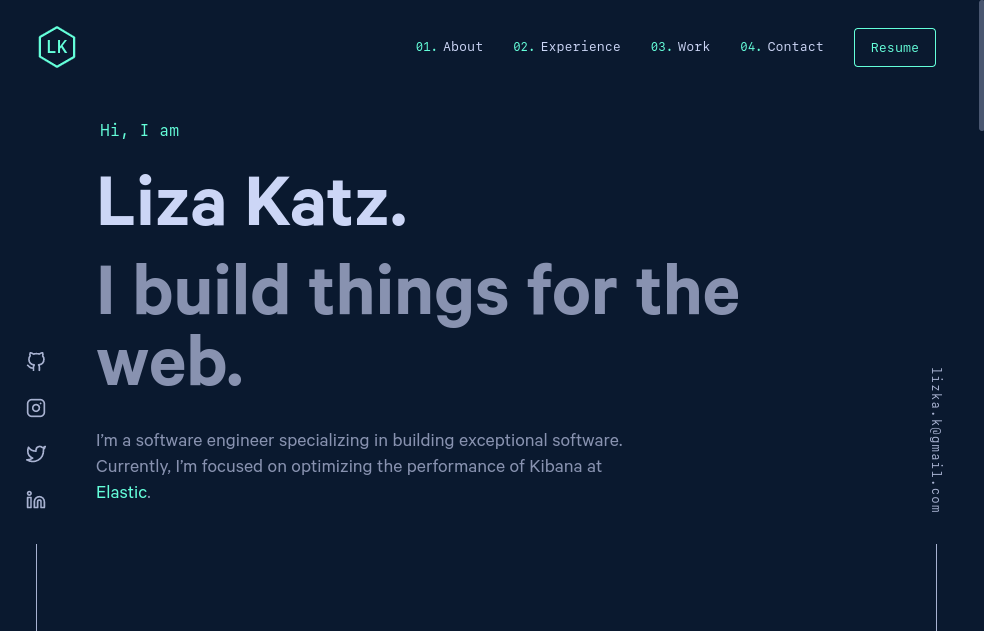 LK
01. About
02. Experience
03. Work
04. Contact
Resume
Hi, I am
Liza Katz.
I build things for the
web.
I'm a software engineer specializing in building exceptional software.
Currently, I'm focused on optimizing the performance of Kibana at
Elastic.
lizka.k@gmail.com